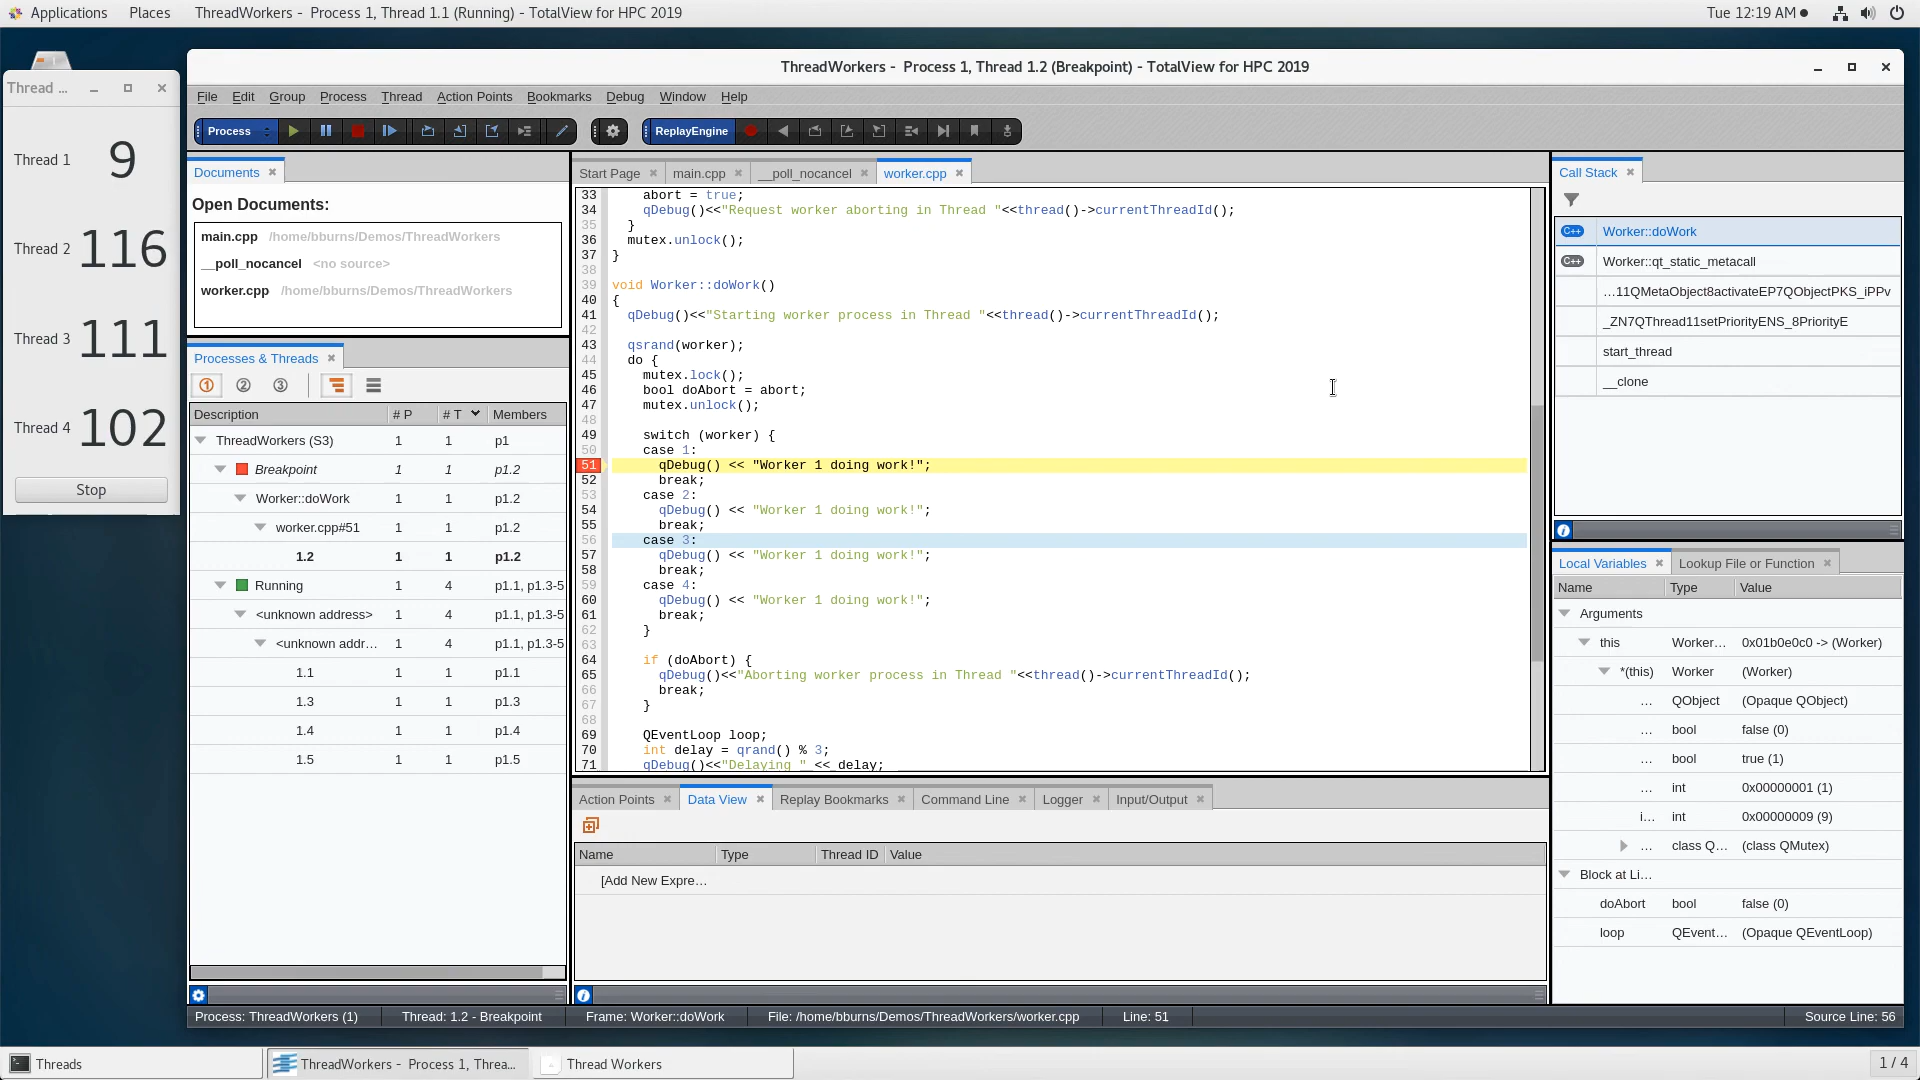 Applications Places ThreadWorkers - Process 1, Thread 1.1 (Running) - TotalView for HPC 2019 Tue 12:19 AM
Thread ...
Thread 1 9
Thread 2 116
Thread 3 111
Thread 4 102
Stop
ThreadWorkers - Process 1, Thread 1.2 (Breakpoint) - TotalView for HPC 2019
File Edit Group Process Thread Action Points Bookmarks Debug Window Help
Process ReplayEngine
Documents
Open Documents:
main.cpp /home/bburns/Demos/ThreadWorkers
__poll_nocancel <no source>
worker.cpp /home/bburns/Demos/ThreadWorkers
Processes & Threads
1 2 3
Description # P # T Members
ThreadWorkers (S3) 1 1 p1
Breakpoint 1 1 p1.2
Worker::doWork 1 1 p1.2
worker.cpp#51 1 1 p1.2
1.2 1 1 p1.2
Running 1 4 p1.1, p1.3-5
<unknown address> 1 4 p1.1, p1.3-5
<unknown addr... 1 4 p1.1, p1.3-5
1.1 1 1 p1.1
1.3 1 1 p1.3
1.4 1 1 p1.4
1.5 1 1 p1.5
Start Page main.cpp __poll_nocancel worker.cpp
33 abort = true;
34 qDebug()<<"Request worker aborting in Thread "<<thread()->currentThreadId();
35 }
36 mutex.unlock();
37 }
38
39 void Worker::doWork()
40 {
41 qDebug()<<"Starting worker process in Thread "<<thread()->currentThreadId();
42
43 qsrand(worker);
44 do {
45 mutex.lock();
46 bool doAbort = abort;
47 mutex.unlock();
48
49 switch (worker) {
50 case 1:
51 qDebug() << "Worker 1 doing work!";
52 break;
53 case 2:
54 qDebug() << "Worker 1 doing work!";
55 break;
56 case 3:
57 qDebug() << "Worker 1 doing work!";
58 break;
59 case 4:
60 qDebug() << "Worker 1 doing work!";
61 break;
62 }
63
64 if (doAbort) {
65 qDebug()<<"Aborting worker process in Thread "<<thread()->currentThreadId();
66 break;
67 }
68
69 QEventLoop loop;
70 int delay = qrand() % 3;
71 qDebug()<<"Delaying "<< delay;
Action Points Data View Replay Bookmarks Command Line Logger Input/Output
Name Type Thread ID Value
[Add New Expre...
Call Stack
C++ Worker::doWork
C++ Worker::qt_static_metacall
...11QMetaObject8activateEP7QObjectPKS_iPPv
_ZN7QThread11setPriorityENS_8PriorityE
start_thread
__clone
Local Variables Lookup File or Function
Name Type Value
Arguments
this Worker... 0x01b0e0c0 -> (Worker)
*(this) Worker (Worker)
... QObject (Opaque QObject)
... bool false (0)
... bool true (1)
... int 0x00000001 (1)
i... int 0x00000009 (9)
... class Q... (class QMutex)
Block at Li...
doAbort bool false (0)
loop QEvent... (Opaque QEventLoop)
Process: ThreadWorkers (1) Thread: 1.2 - Breakpoint Frame: Worker::doWork File: /home/bburns/Demos/ThreadWorkers/worker.cpp Line: 51 Source Line: 56
Threads ThreadWorkers - Process 1, Threa... Thread Workers 1 / 4